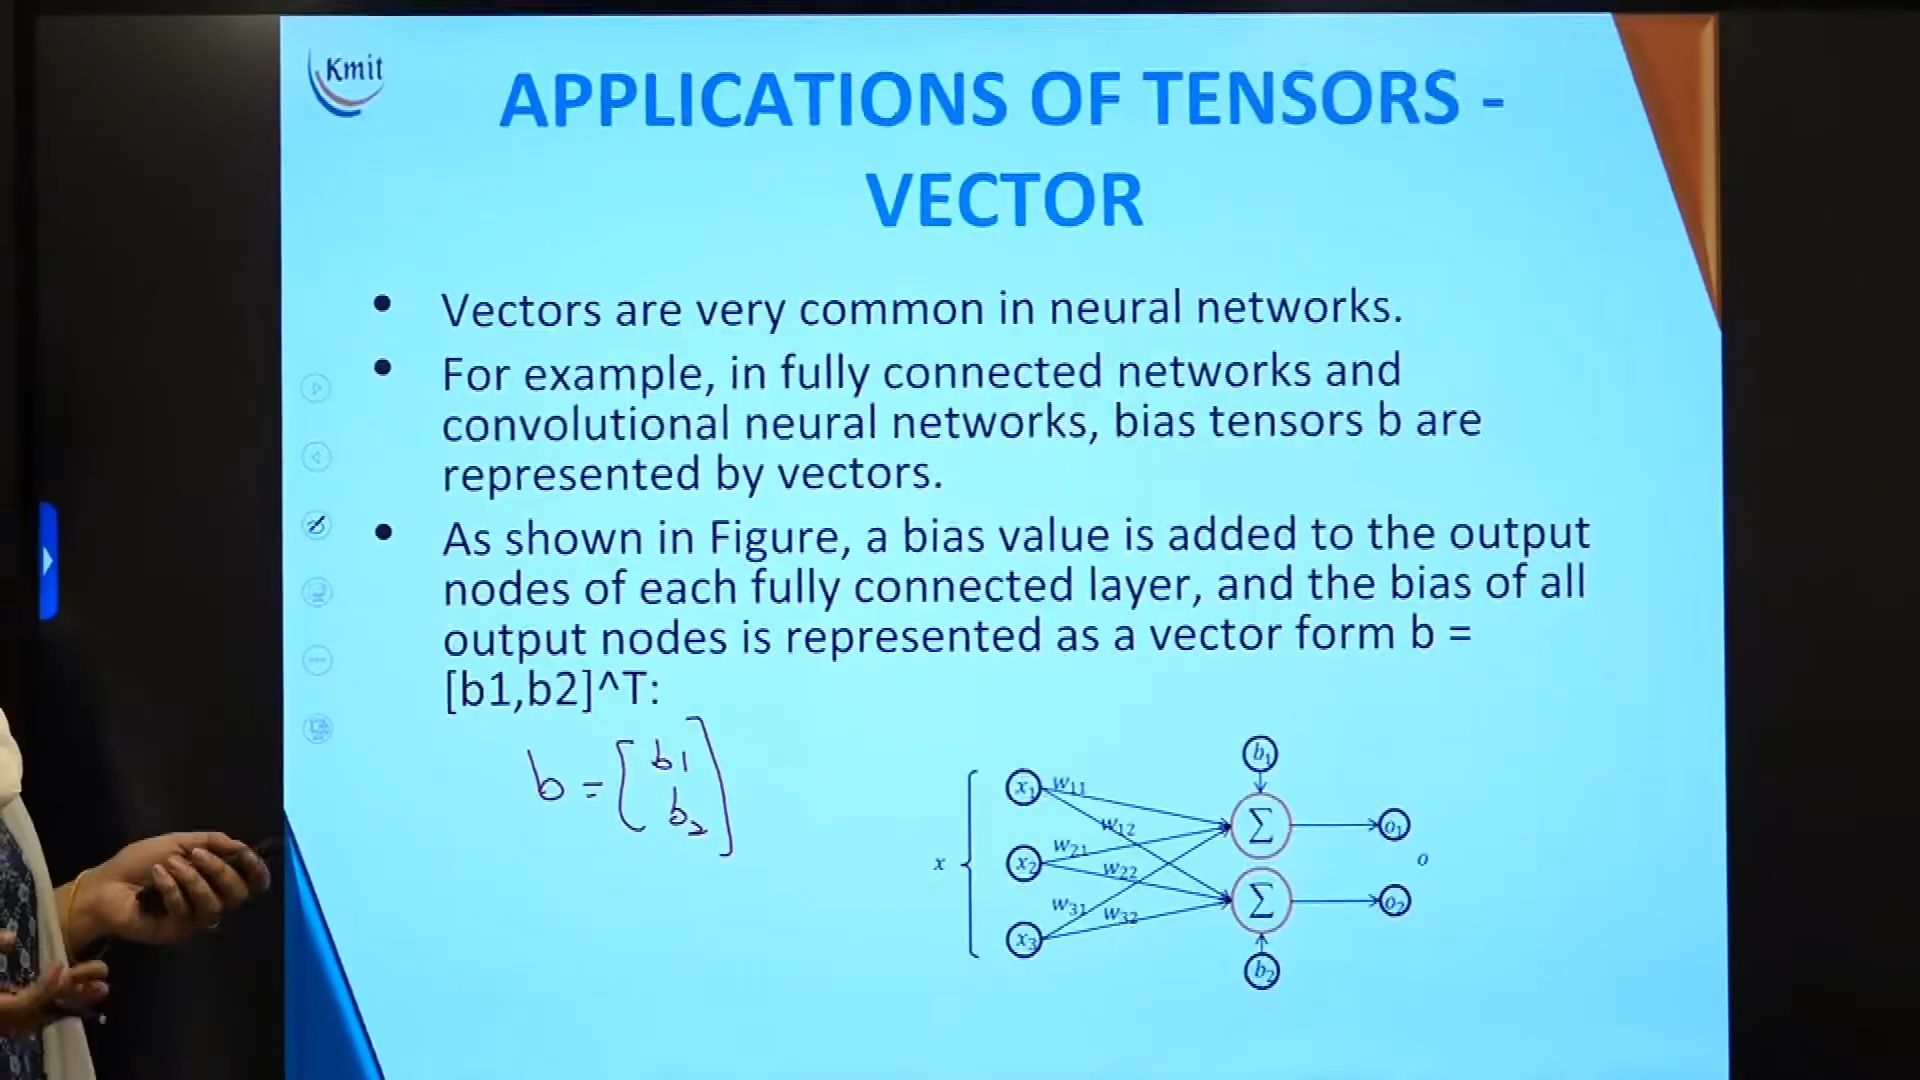 Kmit
APPLICATIONS OF TENSORS -
VECTOR
• Vectors are very common in neural networks.
• For example, in fully connected networks and
convolutional neural networks, bias tensors b are
represented by vectors.
• As shown in Figure, a bias value is added to the output
nodes of each fully connected layer, and the bias of all
output nodes is represented as a vector form b =
[b1,b2]^T:
b = [b1
b2]
b1
x1 w11
w12
Σ o1
w21
x x2 w22 o
w31 w32
Σ o2
x3
b2